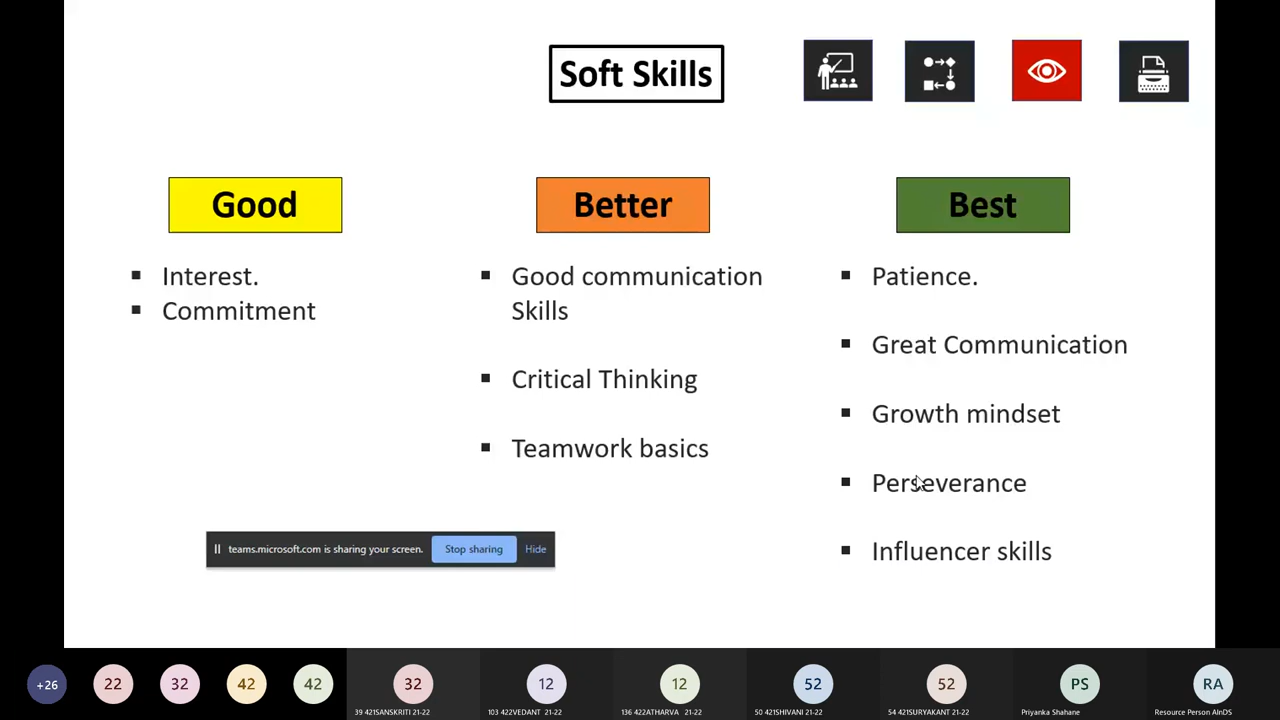 Soft Skills
Good
Better
Best
Interest.
Commitment
Good communication
Skills
Critical Thinking
Teamwork basics
Patience.
Great Communication
Growth mindset
Perseverance
Influencer skills
teams.microsoft.com is sharing your screen. Stop sharing Hide
+26 22 32 42 42 32 12 12 52 52 PS RA
39 421SANSKRITI 21-22 103 422VEDANT 21-22 136 422ATHARVA 21-22 50 421SHIVANI 21-22 54 421SURYAKANT 21-22 Priyanka Shahane Resource Person AInDS